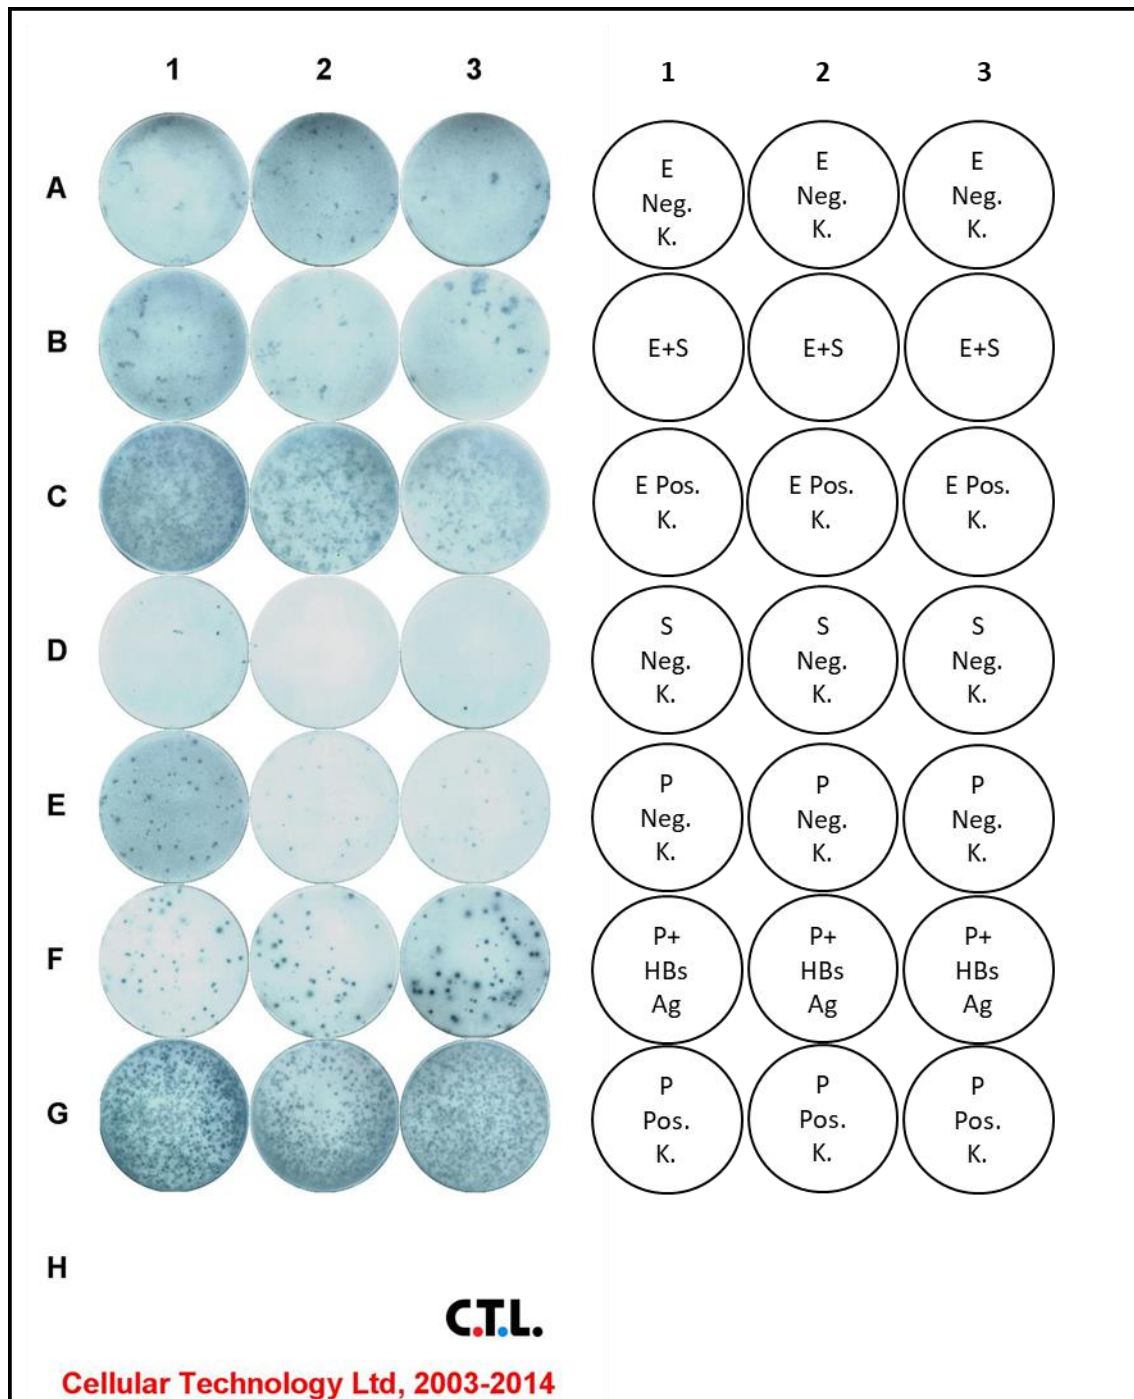 1 2 3 1 2 3
A
E E E
Neg. Neg. Neg.
K. K. K.
B
E+S E+S E+S
C
E Pos. E Pos. E Pos.
K. K. K.
D
S S S
Neg. Neg. Neg.
K. K. K.
E
P P P
Neg. Neg. Neg.
K. K. K.
F
P+ P+ P+
HBs HBs HBs
Ag Ag Ag
G
P P P
Pos. Pos. Pos.
K. K. K.
H
C.T.L.
Cellular Technology Ltd, 2003-2014